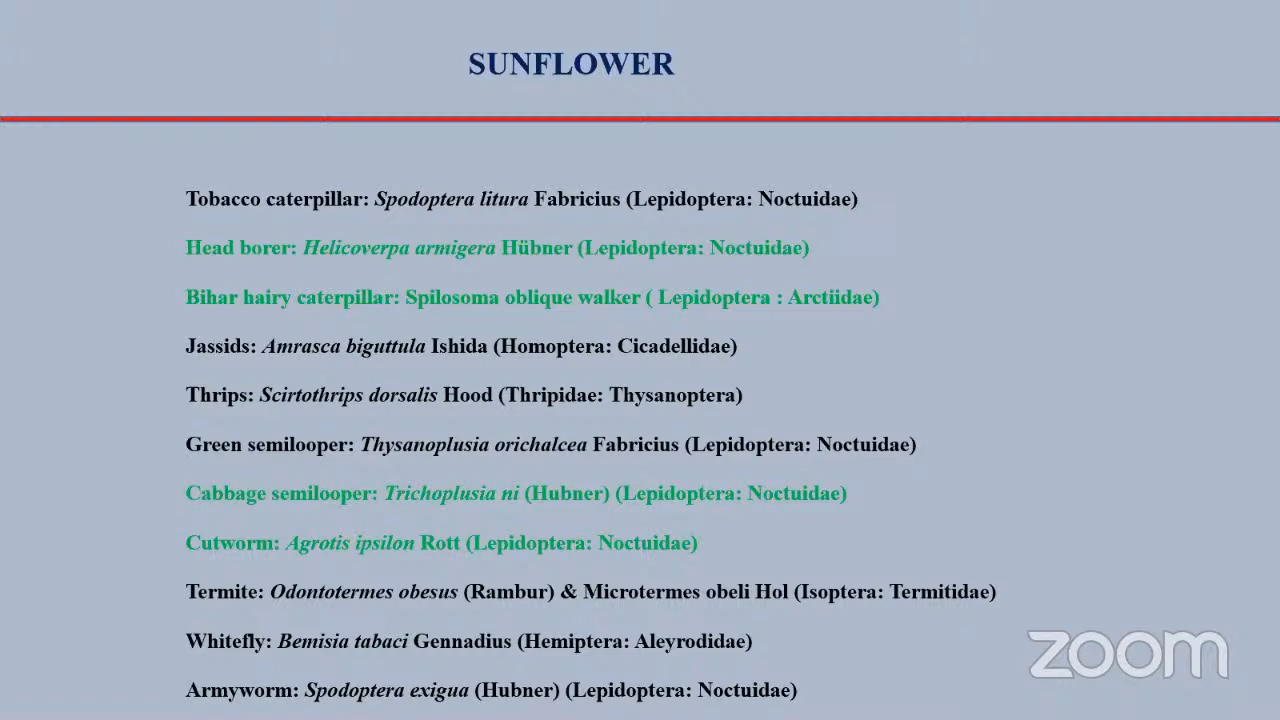 SUNFLOWER
Tobacco caterpillar: Spodoptera litura Fabricius (Lepidoptera: Noctuidae)
Head borer: Helicoverpa armigera Hübner (Lepidoptera: Noctuidae)
Bihar hairy caterpillar: Spilosoma oblique walker ( Lepidoptera : Arctiidae)
Jassids: Amrasca biguttula Ishida (Homoptera: Cicadellidae)
Thrips: Scirtothrips dorsalis Hood (Thripidae: Thysanoptera)
Green semilooper: Thysanoplusia orichalcea Fabricius (Lepidoptera: Noctuidae)
Cabbage semilooper: Trichoplusia ni (Hubner) (Lepidoptera: Noctuidae)
Cutworm: Agrotis ipsilon Rott (Lepidoptera: Noctuidae)
Termite: Odontotermes obesus (Rambur) & Microtermes obeli Hol (Isoptera: Termitidae)
Whitefly: Bemisia tabaci Gennadius (Hemiptera: Aleyrodidae)
zoom
Armyworm: Spodoptera exigua (Hubner) (Lepidoptera: Noctuidae)